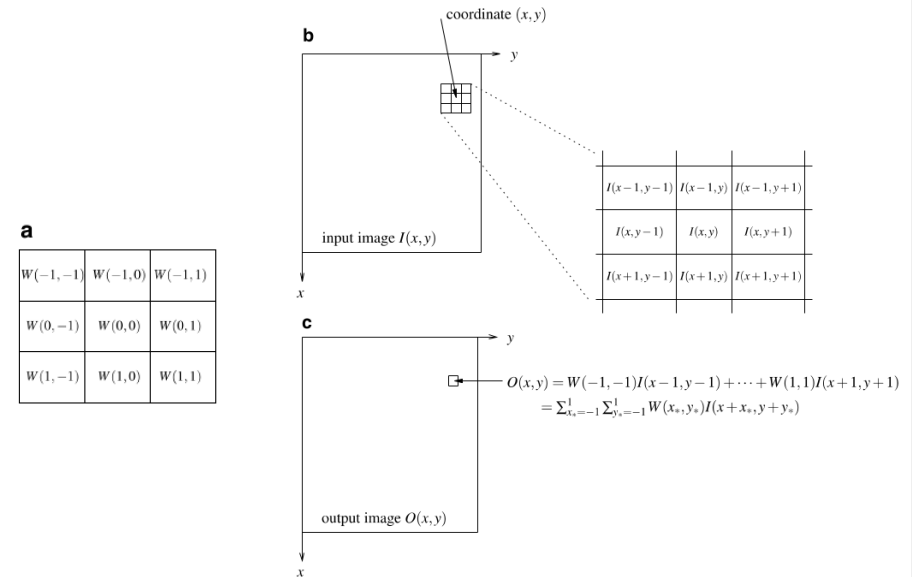 coordinate (x,y)
b
y
I(x−1,y−1) I(x−1,y) I(x−1,y+1)
I(x,y−1) I(x,y) I(x,y+1)
I(x+1,y−1) I(x+1,y) I(x+1,y+1)
input image I(x,y)
x
a
W(−1,−1) W(−1,0) W(−1,1)
W(0,−1) W(0,0) W(0,1)
W(1,−1) W(1,0) W(1,1)
c
y
O(x,y) = W(−1,−1)I(x−1,y−1)+⋯+W(1,1)I(x+1,y+1)
= ∑¹ₓ∗₌₋₁ ∑¹y∗=−1 W(x∗,y∗)I(x+x∗,y+y∗)
output image O(x,y)
x